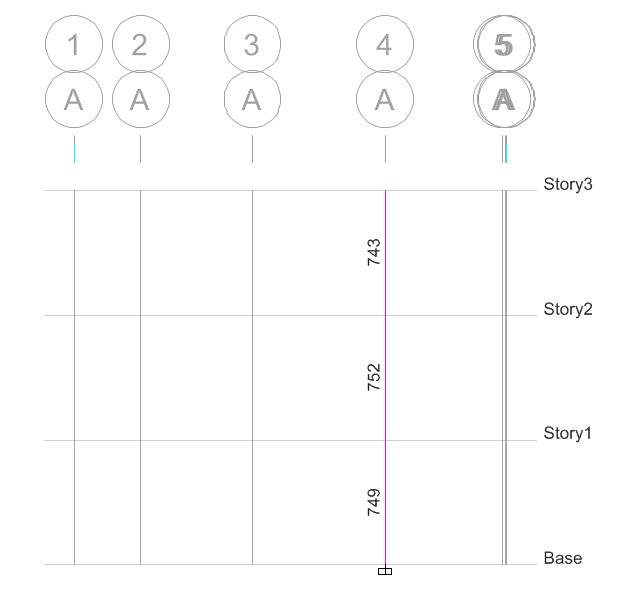 1 2 3 4 5
A A A A A
Story3
743
Story2
752
Story1
749
Base